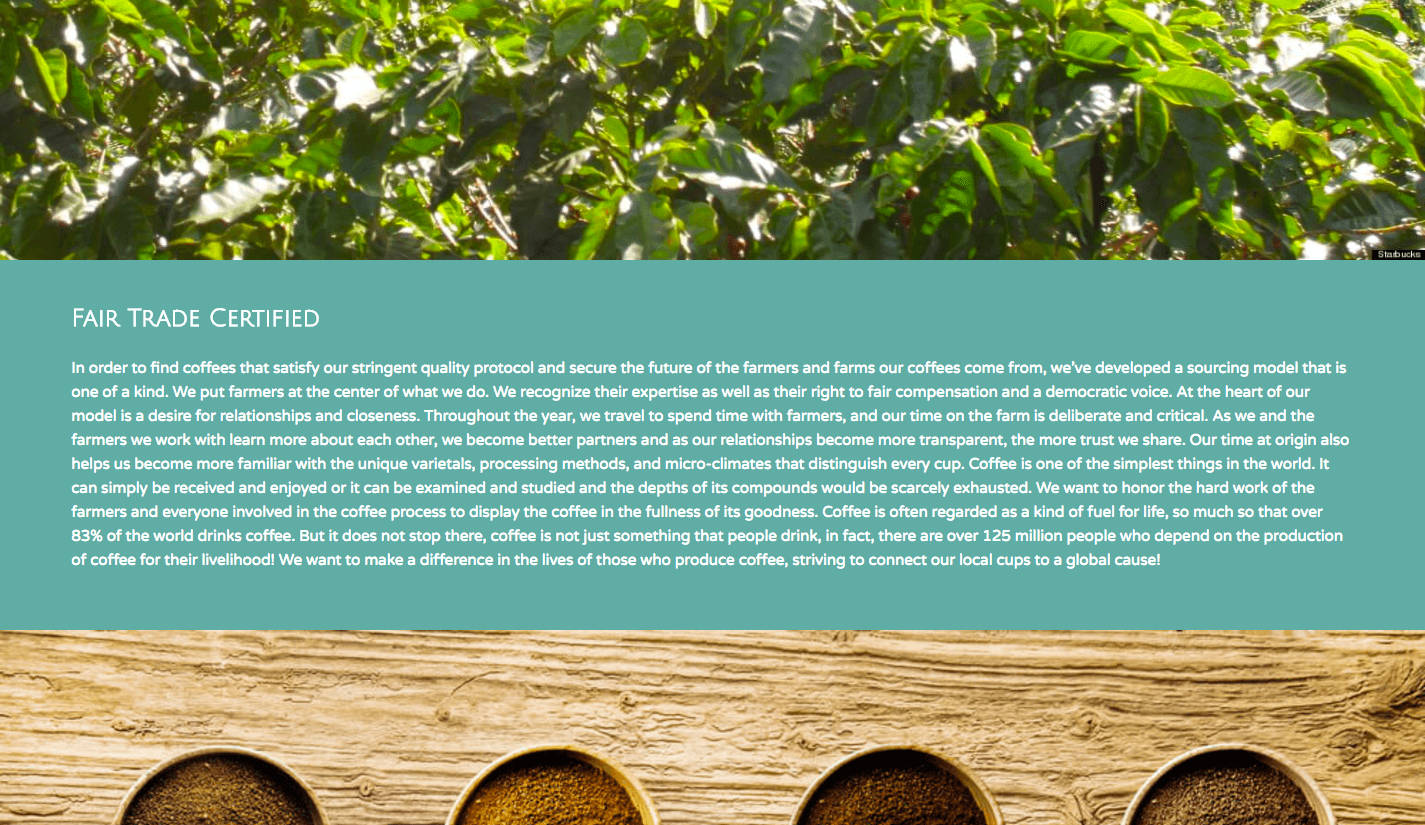 Starbucks
Fair Trade Certified
In order to find coffees that satisfy our stringent quality protocol and secure the future of the farmers and farms our coffees come from, we've developed a sourcing model that is
one of a kind. We put farmers at the center of what we do. We recognize their expertise as well as their right to fair compensation and a democratic voice. At the heart of our
model is a desire for relationships and closeness. Throughout the year, we travel to spend time with farmers, and our time on the farm is deliberate and critical. As we and the
farmers we work with learn more about each other, we become better partners and as our relationships become more transparent, the more trust we share. Our time at origin also
helps us become more familiar with the unique varietals, processing methods, and micro-climates that distinguish every cup. Coffee is one of the simplest things in the world. It
can simply be received and enjoyed or it can be examined and studied and the depths of its compounds would be scarcely exhausted. We want to honor the hard work of the
farmers and everyone involved in the coffee process to display the coffee in the fullness of its goodness. Coffee is often regarded as a kind of fuel for life, so much so that over
83% of the world drinks coffee. But it does not stop there, coffee is not just something that people drink, in fact, there are over 125 million people who depend on the production
of coffee for their livelihood! We want to make a difference in the lives of those who produce coffee, striving to connect our local cups to a global cause!